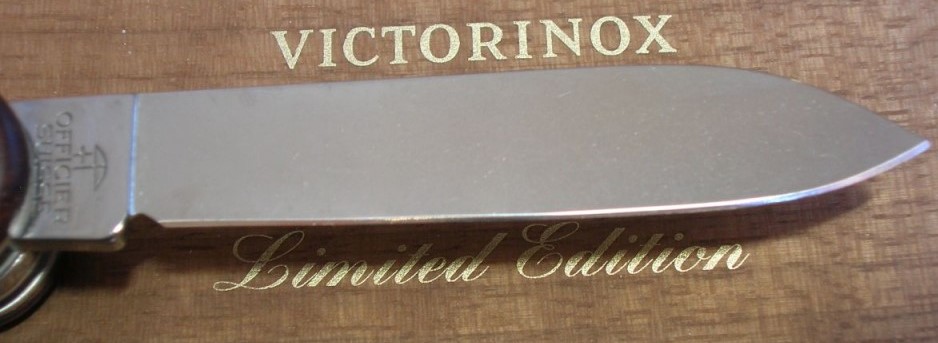 VICTORINOX
OFFICIER
SUISSE
Limited Edition